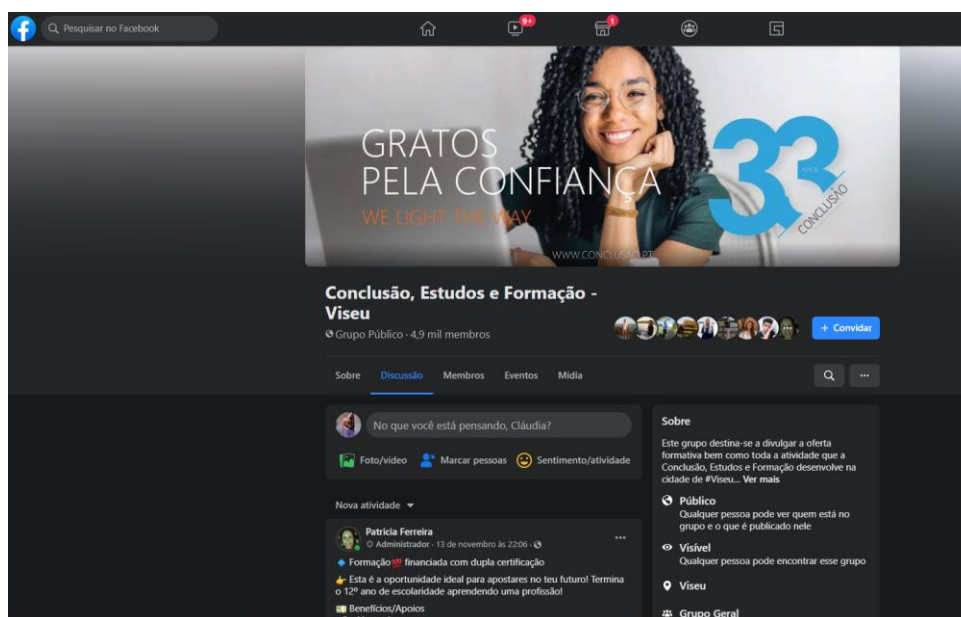 Pesquisar no Facebook
9+
1
GRATOS
PELA CONFIANÇA
WE LIGHT THE WAY
33
ANOS
CONCLUSÃO
WWW.CONCLUSAO.PT
Conclusão, Estudos e Formação -
Viseu
Grupo Público · 4,9 mil membros
+ Convidar
Sobre
Discussão
Membros
Eventos
Mídia
No que você está pensando, Cláudia?
Foto/vídeo
Marcar pessoas
Sentimento/atividade
Nova atividade
Patricia Ferreira
Administrador · 13 de novembro às 22:06 ·
Formação 💯 financiada com dupla certificação
Esta é a oportunidade ideal para apostares no teu futuro! Termina
o 12º ano de escolaridade aprendendo uma profissão!
Benefícios/Apoios
Sobre
Este grupo destina-se a divulgar a oferta
formativa bem como toda a atividade que a
Conclusão, Estudos e Formação desenvolve na
cidade de #Viseu... Ver mais
Público
Qualquer pessoa pode ver quem está no
grupo e o que é publicado nele
Visível
Qualquer pessoa pode encontrar esse grupo
Viseu
Grupo Geral